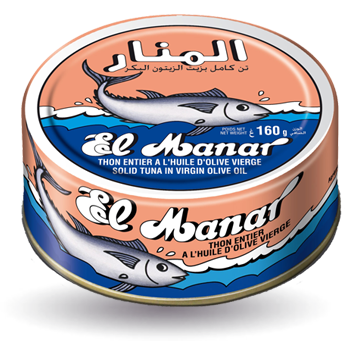 المنار
تن كامل بزيت الزيتون البكر
POIDS NET
NET WEIGHT
160 g
El Manar
THON ENTIER A L'HUILE D'OLIVE VIERGE
SOLID TUNA IN VIRGIN OLIVE OIL
El Manar
THON ENTIER
A L'HUILE D'OLIVE VIERGE